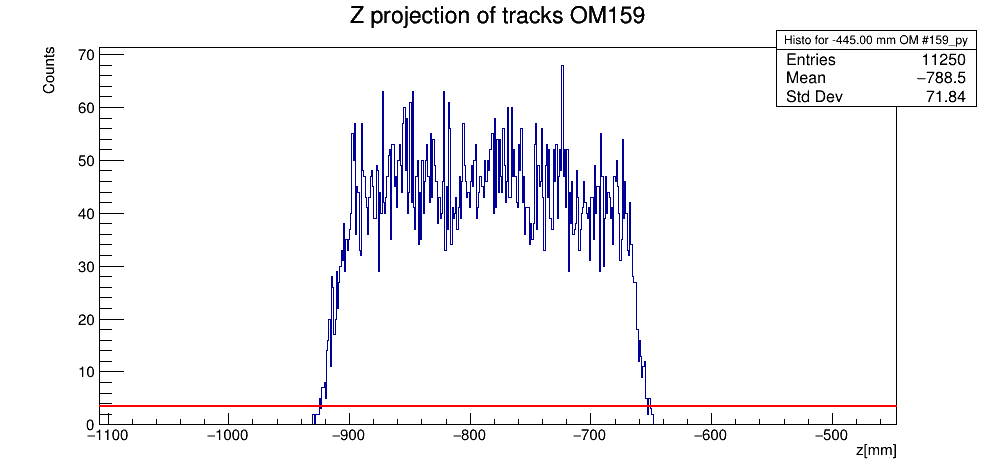 Z projection of tracks OM159
Histo for -445.00 mm OM #159_py
Entries 11250
Mean −788.5
Std Dev 71.84
Counts
70
60
50
40
30
20
10
0
−1100 −1000 −900 −800 −700 −600 −500
z[mm]